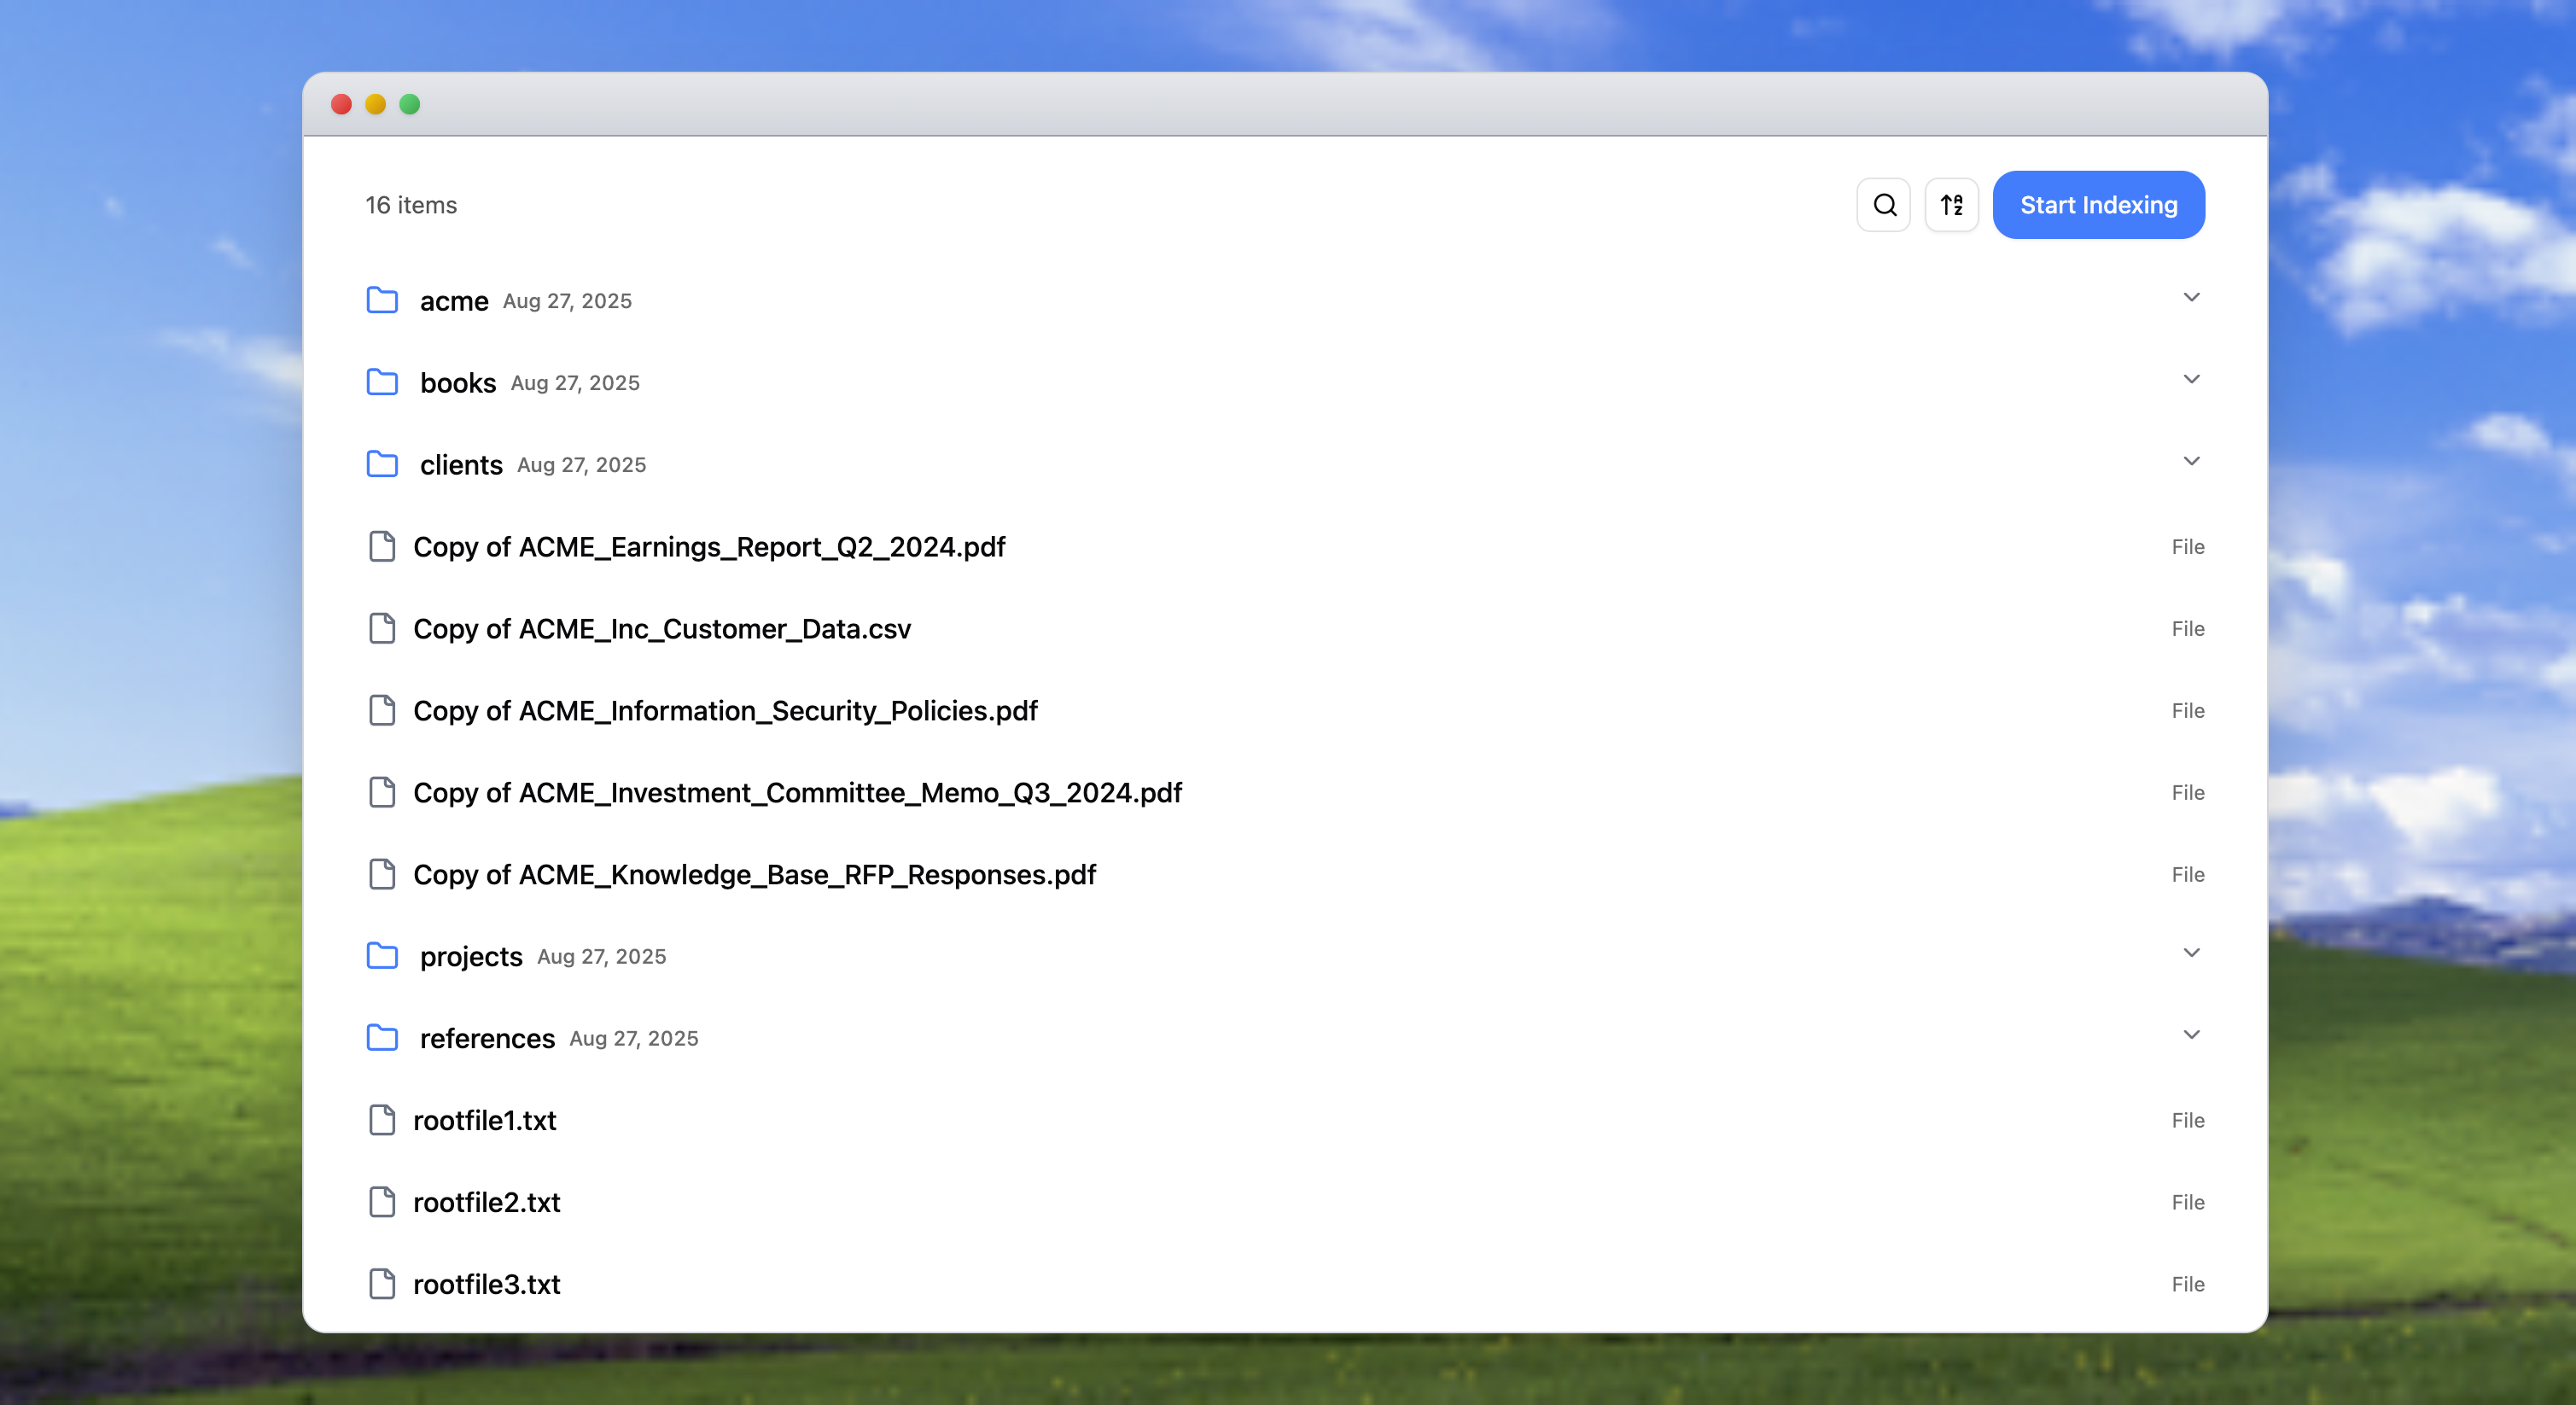 16 items
Start Indexing
acme Aug 27, 2025
books Aug 27, 2025
clients Aug 27, 2025
Copy of ACME_Earnings_Report_Q2_2024.pdf File
Copy of ACME_Inc_Customer_Data.csv File
Copy of ACME_Information_Security_Policies.pdf File
Copy of ACME_Investment_Committee_Memo_Q3_2024.pdf File
Copy of ACME_Knowledge_Base_RFP_Responses.pdf File
projects Aug 27, 2025
references Aug 27, 2025
rootfile1.txt File
rootfile2.txt File
rootfile3.txt File